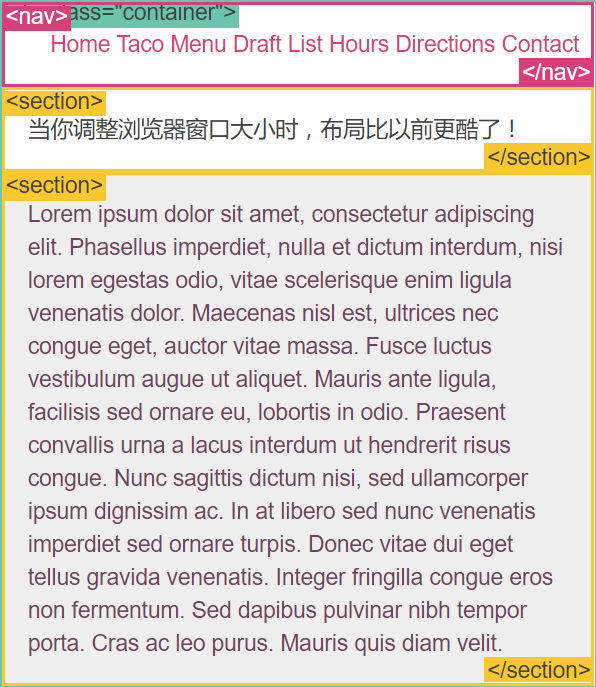 <nav>
ass="container">
Home Taco Menu Draft List Hours Directions Contact
</nav>
<section>
当你调整浏览器窗口大小时，布局比以前更酷了！
</section>
<section>
Lorem ipsum dolor sit amet, consectetur adipiscing
elit. Phasellus imperdiet, nulla et dictum interdum, nisi
lorem egestas odio, vitae scelerisque enim ligula
venenatis dolor. Maecenas nisl est, ultrices nec
congue eget, auctor vitae massa. Fusce luctus
vestibulum augue ut aliquet. Mauris ante ligula,
facilisis sed ornare eu, lobortis in odio. Praesent
convallis urna a lacus interdum ut hendrerit risus
congue. Nunc sagittis dictum nisi, sed ullamcorper
ipsum dignissim ac. In at libero sed nunc venenatis
imperdiet sed ornare turpis. Donec vitae dui eget
tellus gravida venenatis. Integer fringilla congue eros
non fermentum. Sed dapibus pulvinar nibh tempor
porta. Cras ac leo purus. Mauris quis diam velit.
</section>